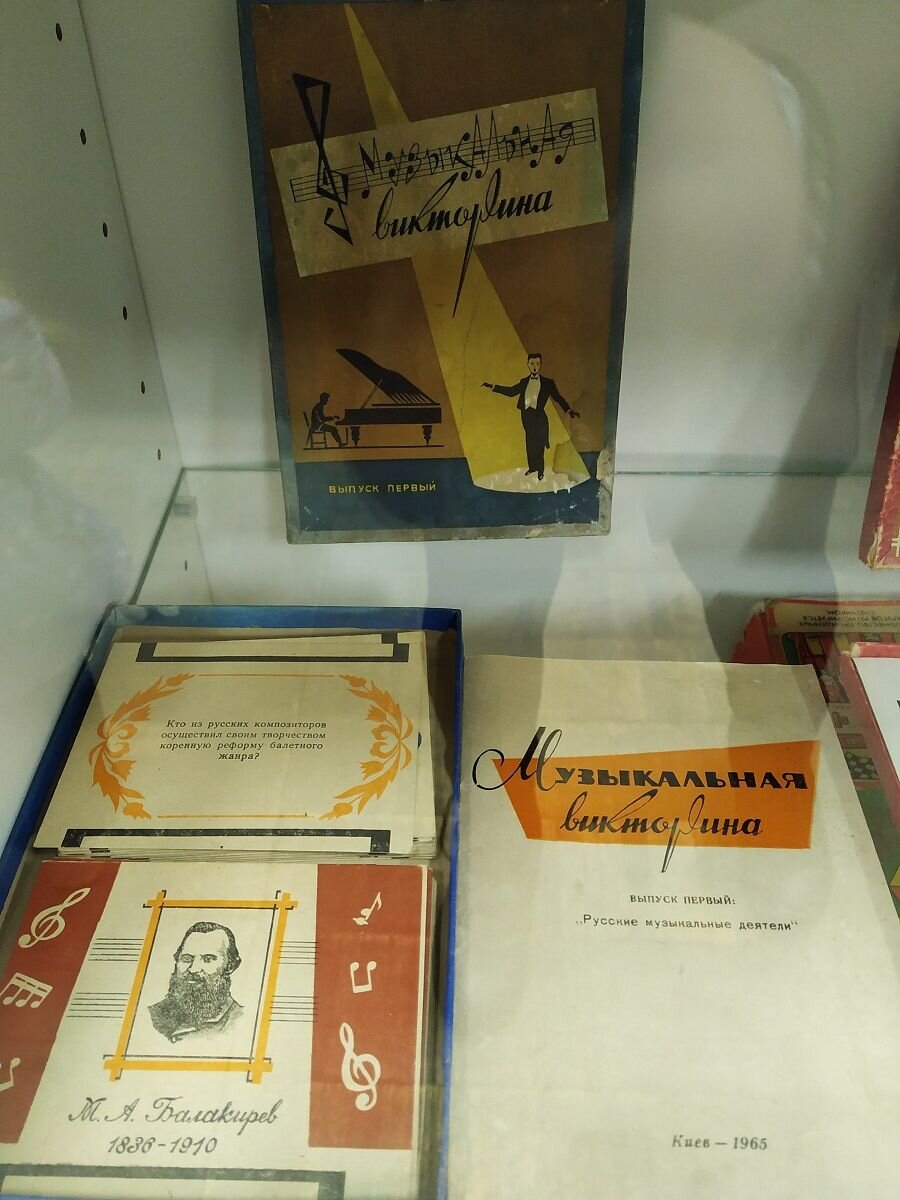 Музыкальная
викторина
ВЫПУСК ПЕРВЫЙ
Кто из русских композиторов
осуществил своим творчеством
коренную реформу балетного
жанра?
М. А. Балакирев
1836-1910
Музыкальная
викторина
ВЫПУСК ПЕРВЫЙ:
„Русские музыкальные деятели“
Киев — 1965